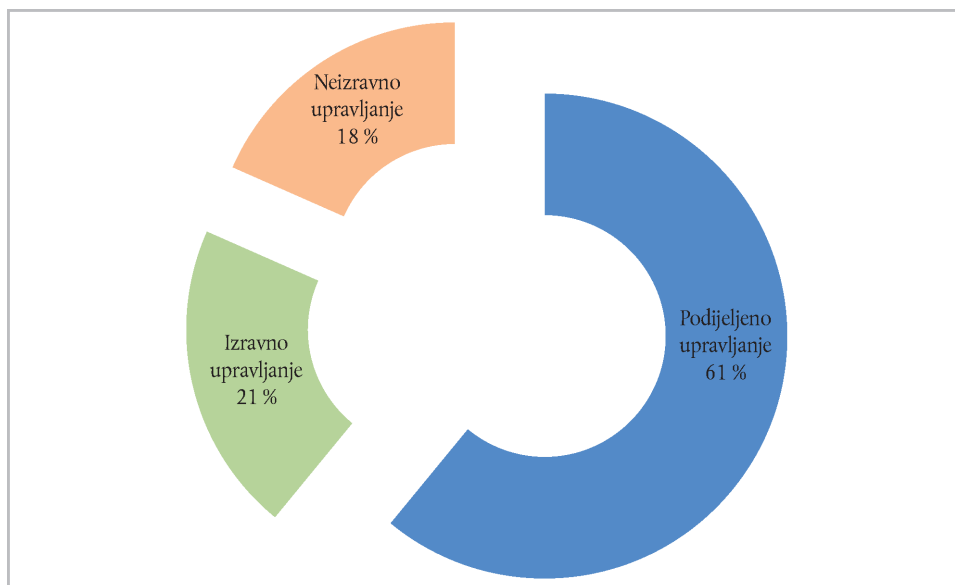 Neizravno
upravljanje
18 %
Podijeljeno
upravljanje
61 %
Izravno
upravljanje
21 %